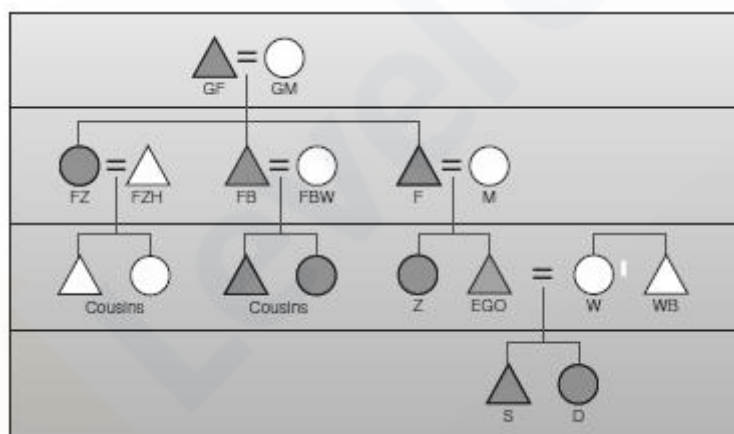 GF GM
FZ FZH FB FBW F M
Cousins Cousins Z EGO W WB
S D